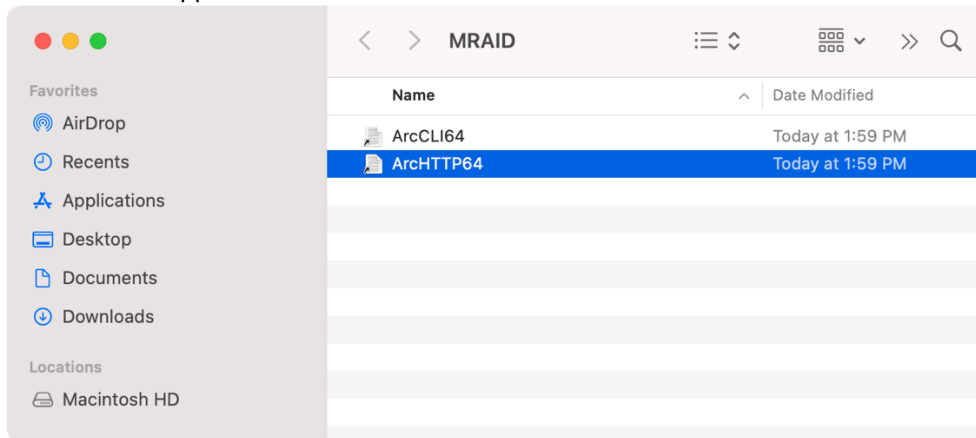 MRAID
Favorites
AirDrop
Recents
Applications
Desktop
Documents
Downloads
Locations
Macintosh HD
Name Date Modified
ArcCLI64 Today at 1:59 PM
ArcHTTP64 Today at 1:59 PM